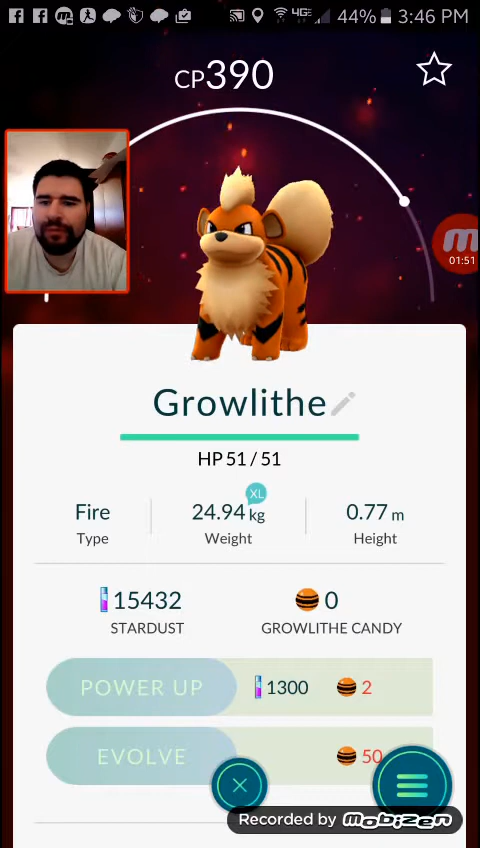 4G 44% 3:46 PM
CP390
01:51
Growlithe
HP 51 / 51
XL
Fire 24.94 kg 0.77 m
Type Weight Height
15432 0
STARDUST GROWLITHE CANDY
POWER UP 1300 2
EVOLVE 50
Recorded by Mobizen